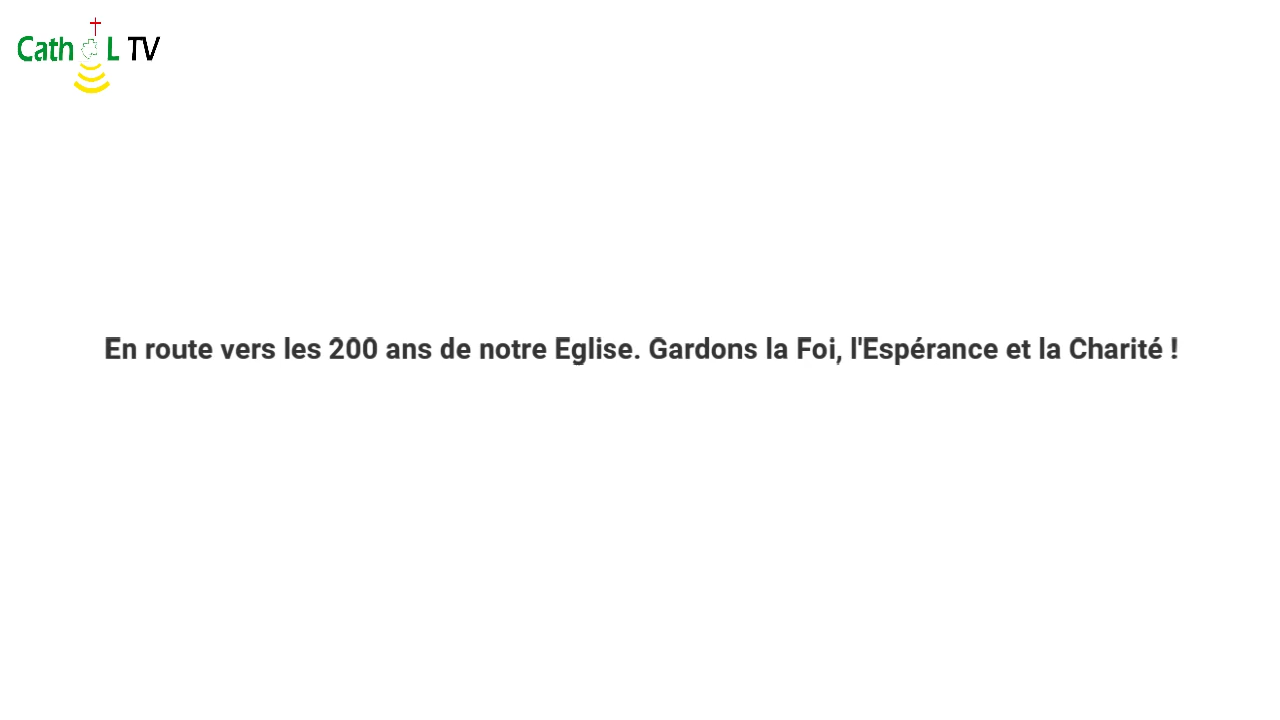 Cath L TV
En route vers les 200 ans de notre Eglise. Gardons la Foi, l'Espérance et la Charité !